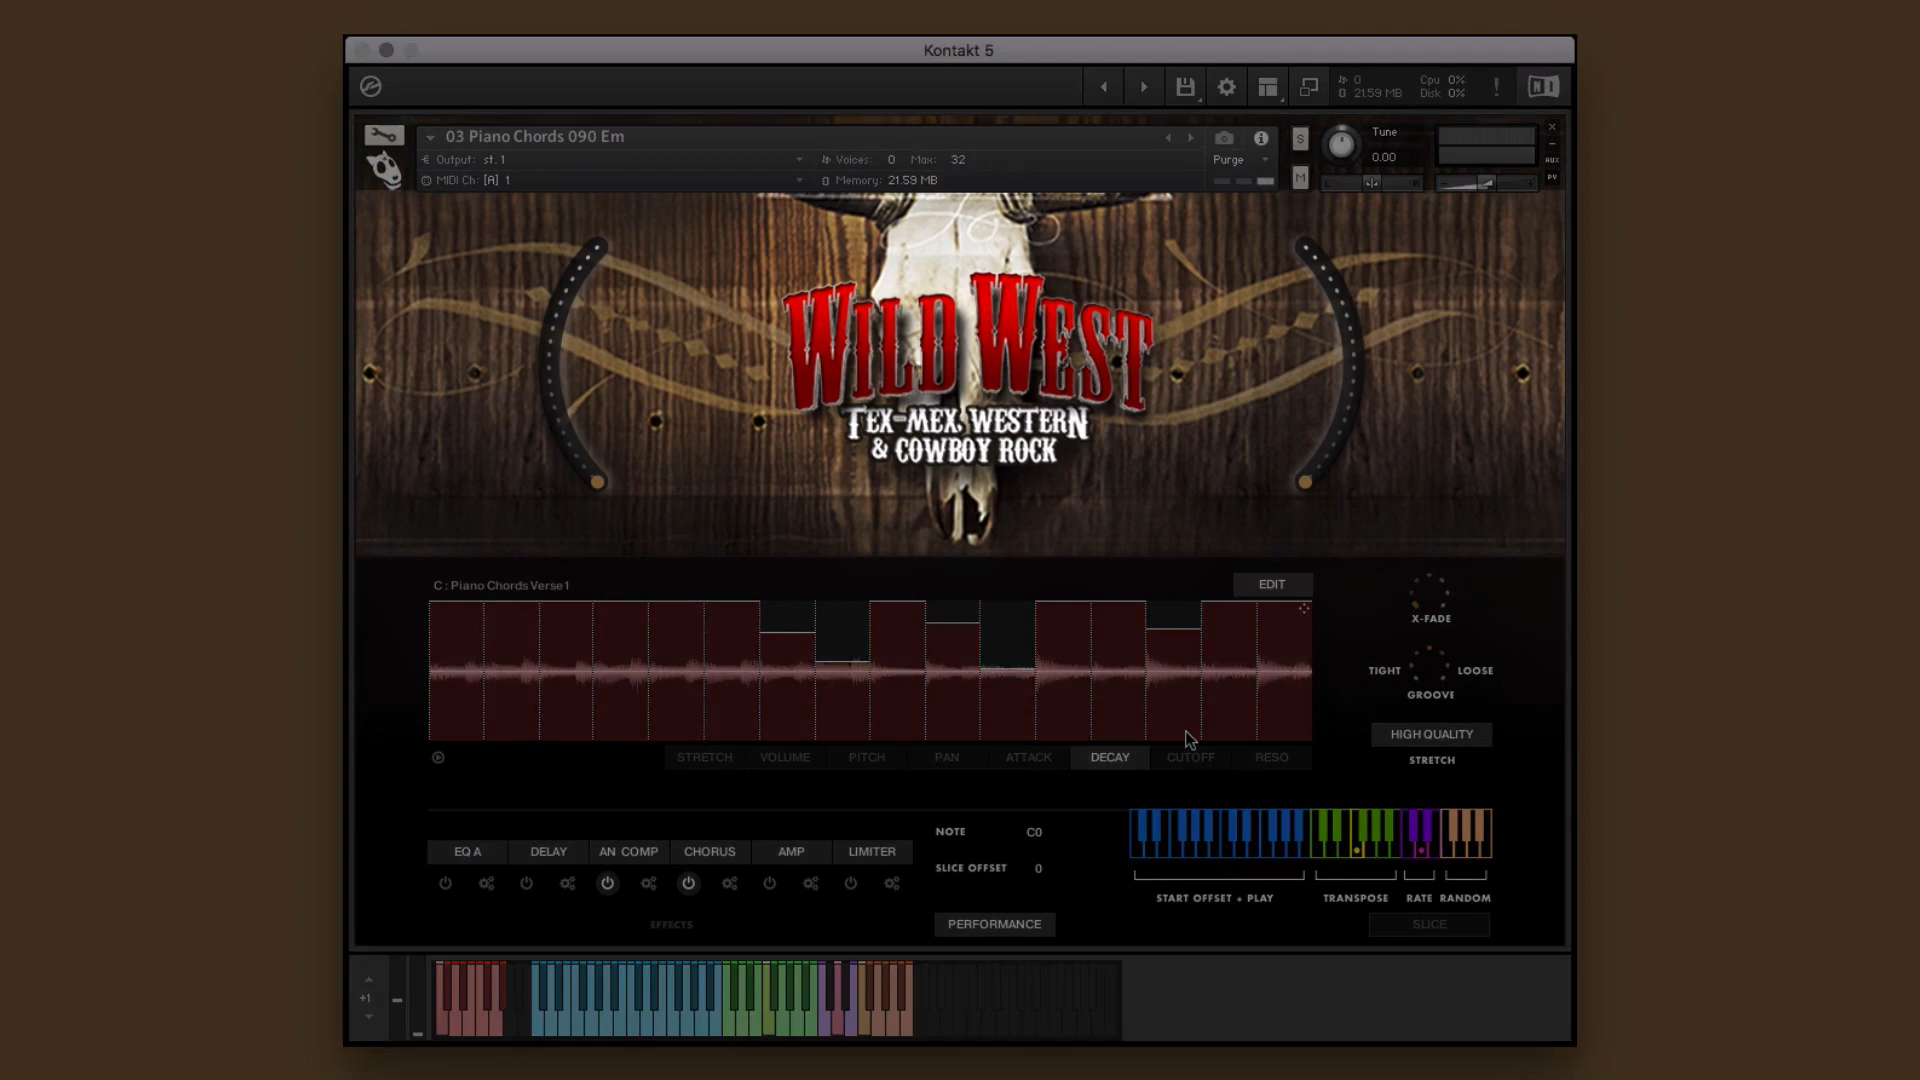 Kontakt 5
0
21.59 MB
Cpu 0%
Disk 0%
!
NI
03 Piano Chords 090 Em
Output: st.1
Voices: 0 Max: 32
Purge
MIDI Ch: [A] 1
Memory: 21.59 MB
S
M
Tune
0.00
L
R
AUX
PV
WILD WEST
TEX-MEX, WESTERN
& COWBOY ROCK
C : Piano Chords Verse 1
EDIT
X-FADE
TIGHT
LOOSE
GROOVE
HIGH QUALITY
STRETCH
STRETCH
VOLUME
PITCH
PAN
ATTACK
DECAY
CUTOFF
RESO
EQ A
DELAY
AN COMP
CHORUS
AMP
LIMITER
EFFECTS
NOTE C0
SLICE OFFSET 0
PERFORMANCE
START OFFSET + PLAY
TRANSPOSE
RATE
RANDOM
SLICE
+1